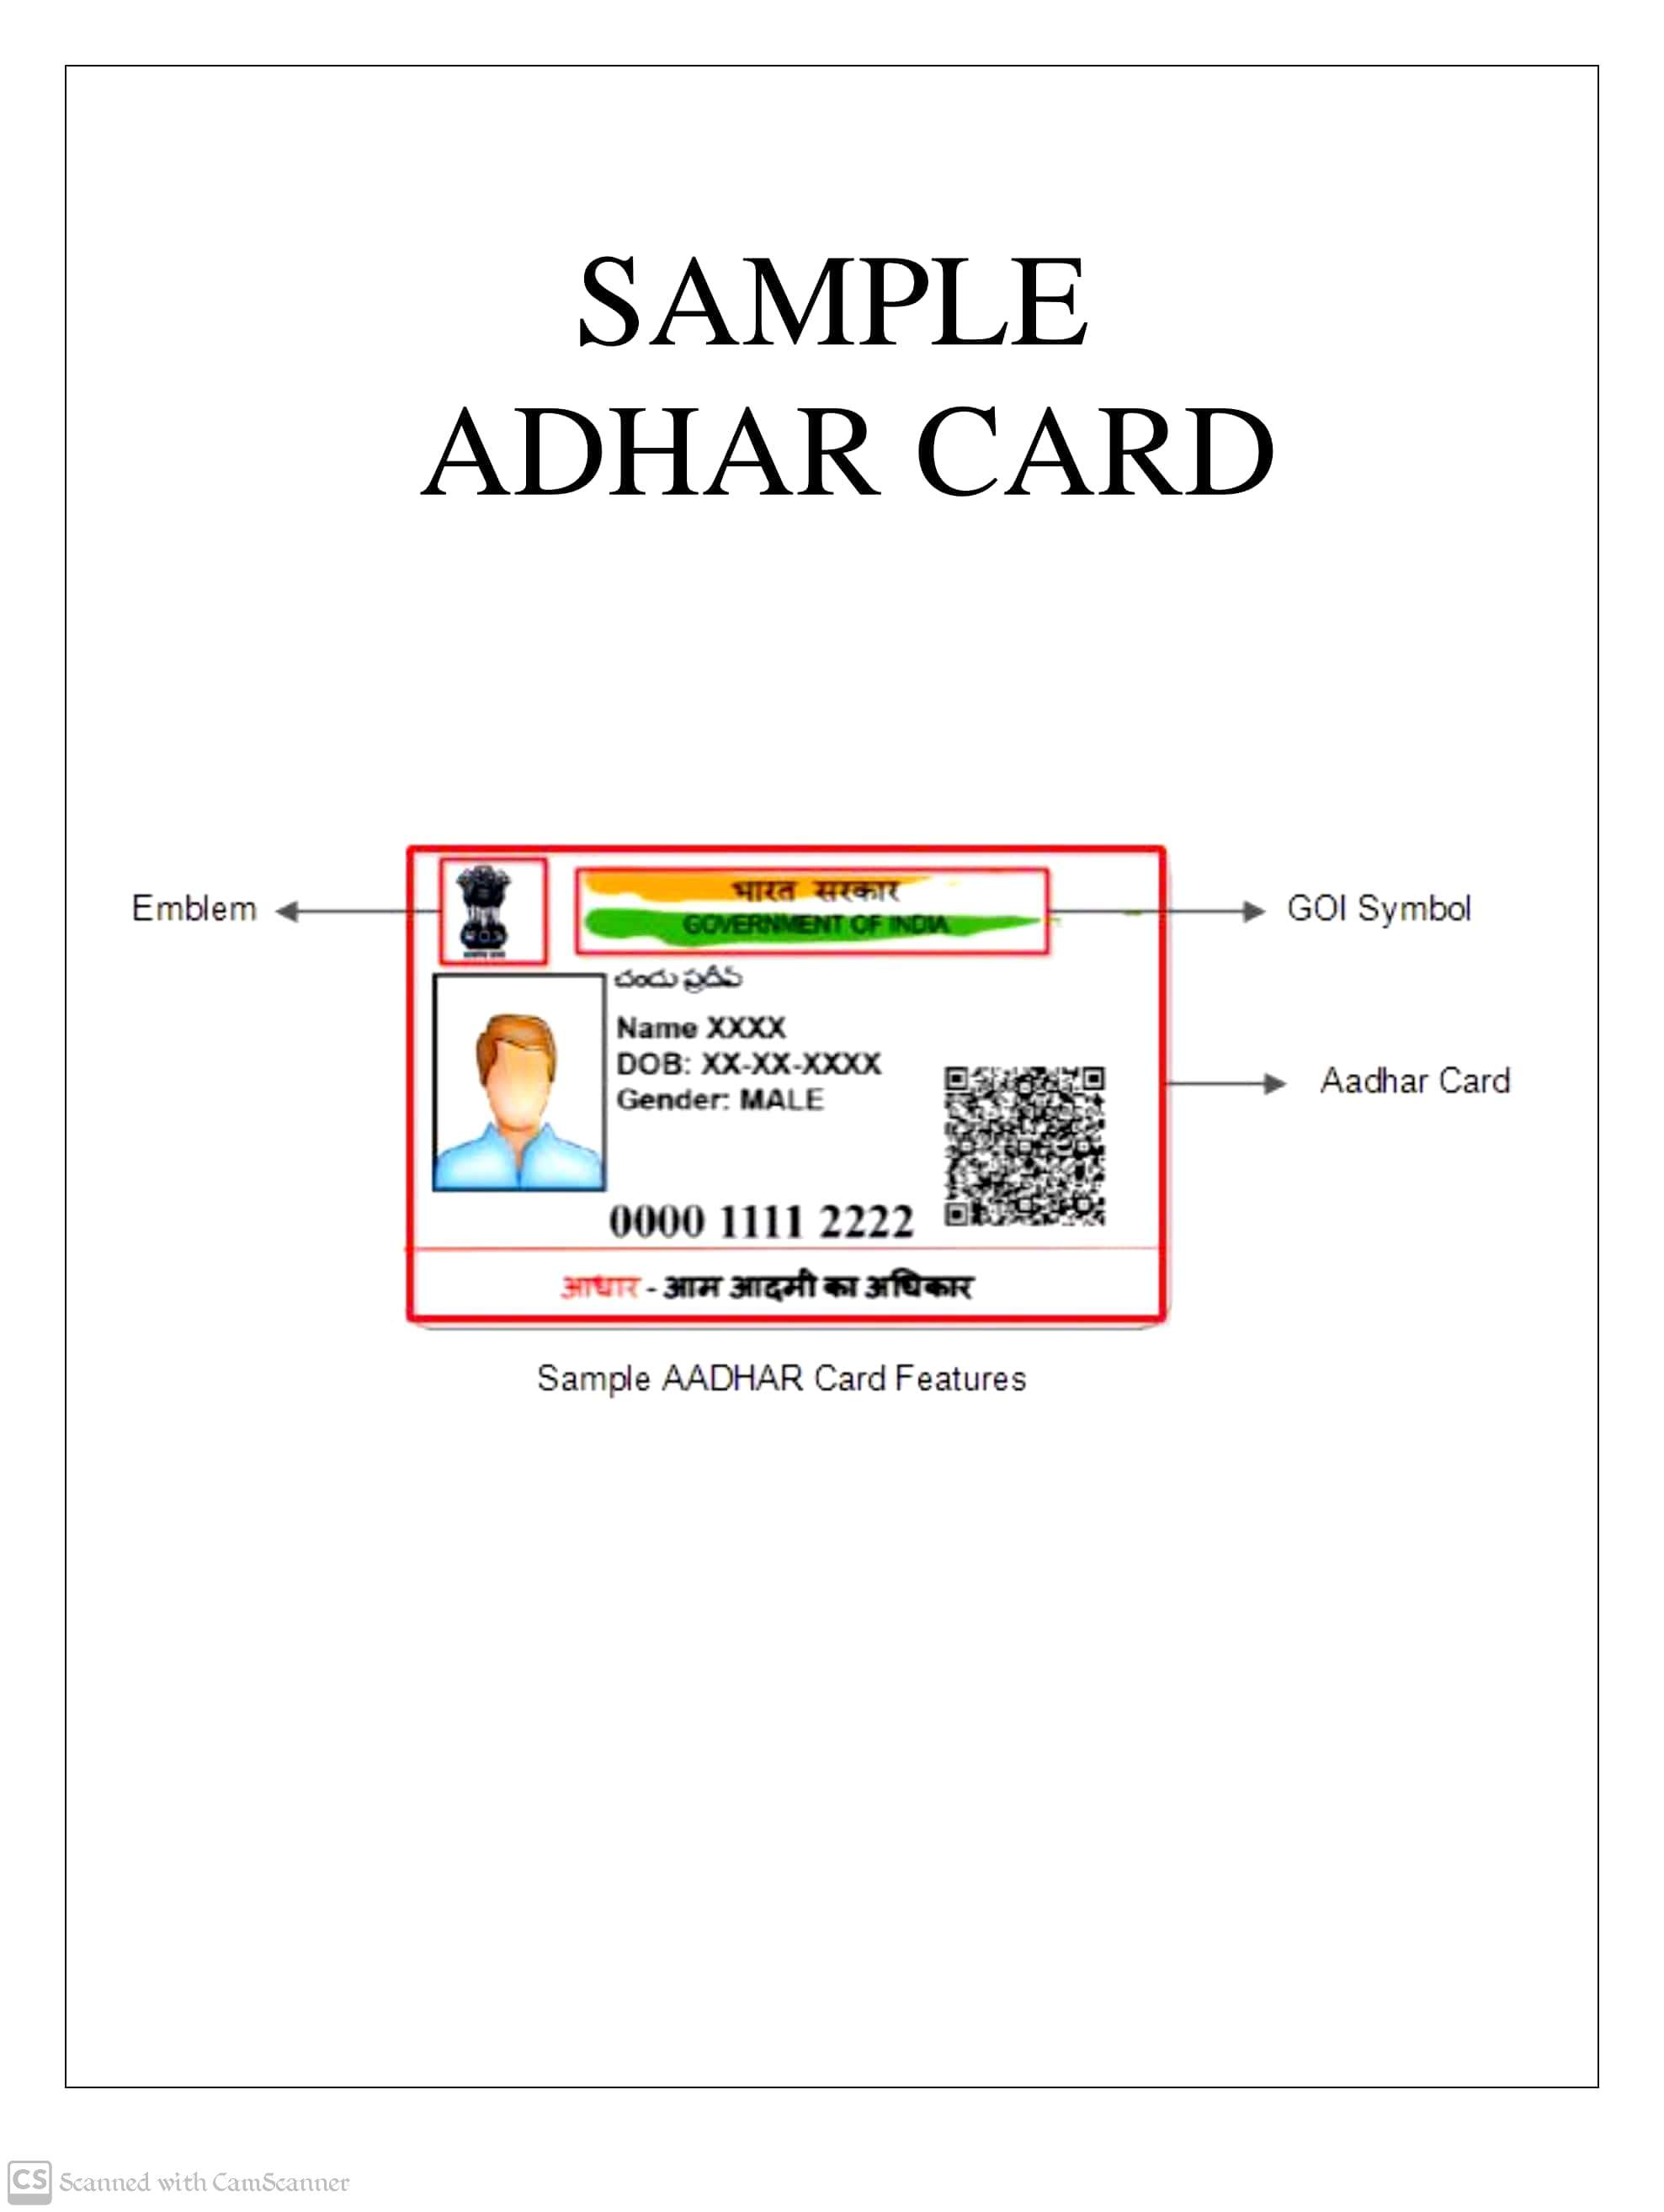 SAMPLE
ADHAR CARD
Emblem
भारत सरकार
GOVERNMENT OF INDIA
GOI Symbol
చందు ప్రదీప్
Name XXXX
DOB: XX-XX-XXXX
Gender: MALE
Aadhar Card
0000 1111 2222
आधार - आम आदमी का अधिकार
Sample AADHAR Card Features
CS Scanned with CamScanner